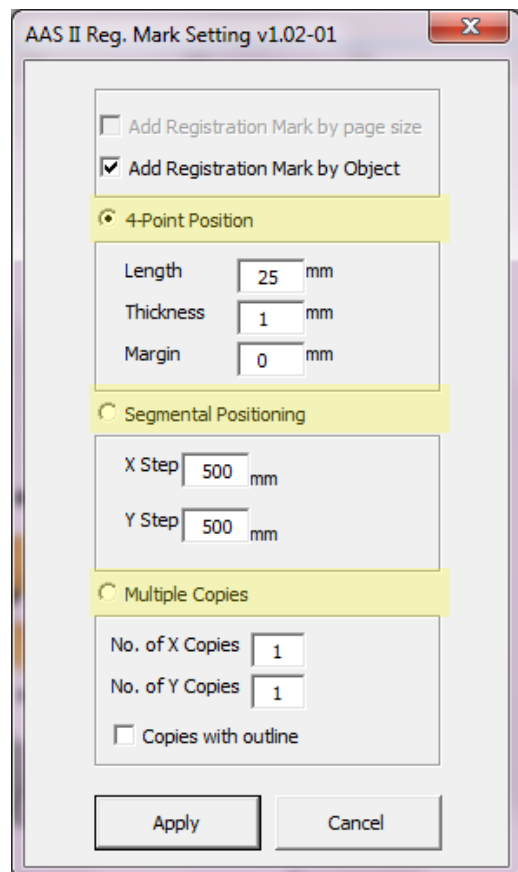 AAS II Reg. Mark Setting v1.02-01
Add Registration Mark by page size
Add Registration Mark by Object
4-Point Position
Length 25 mm
Thickness 1 mm
Margin 0 mm
Segmental Positioning
X Step 500 mm
Y Step 500 mm
Multiple Copies
No. of X Copies 1
No. of Y Copies 1
Copies with outline
Apply Cancel